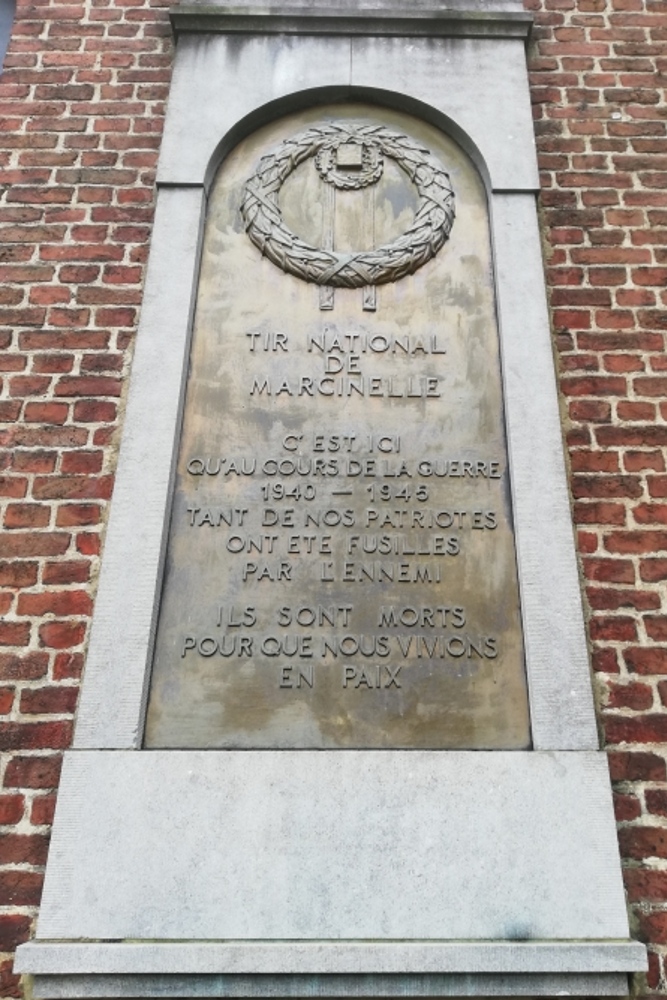 TIR NATIONAL
DE
MARCINELLE
C'EST ICI
QU'AU COURS DE LA GUERRE
1940 - 1945
TANT DE NOS PATRIOTES
ONT ETE FUSILLES
PAR L'ENNEMI
ILS SONT MORTS
POUR QUE NOUS VIVIONS
EN PAIX